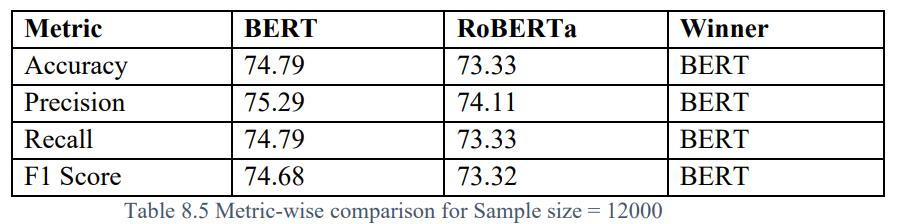 Metric BERT RoBERTa Winner
Accuracy 74.79 73.33 BERT
Precision 75.29 74.11 BERT
Recall 74.79 73.33 BERT
F1 Score 74.68 73.32 BERT
Table 8.5 Metric-wise comparison for Sample size = 12000